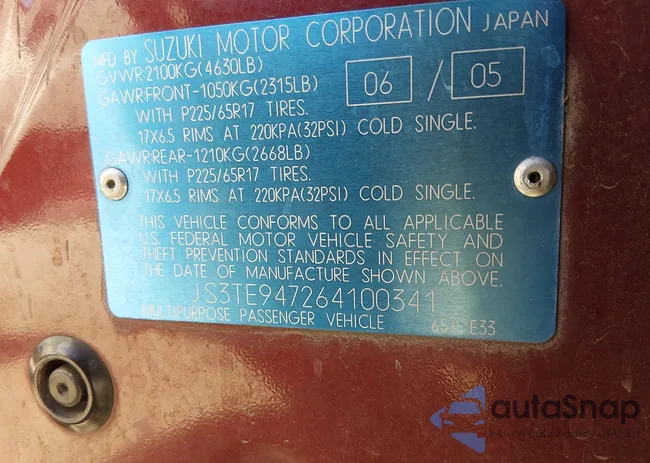 MFD BY SUZUKI MOTOR CORPORATION JAPAN
GVWR:2100KG(4630LB)
GAWR:FRONT-1050KG(2315LB) 06 / 05
WITH P225/65R17 TIRES.
17X6.5 RIMS AT 220KPA(32PSI) COLD SINGLE.
GAWR:REAR-1210KG(2668LB)
WITH P225/65R17 TIRES.
17X6.5 RIMS AT 220KPA(32PSI) COLD SINGLE.
THIS VEHICLE CONFORMS TO ALL APPLICABLE
U.S. FEDERAL MOTOR VEHICLE SAFETY AND
THEFT PREVENTION STANDARDS IN EFFECT ON
THE DATE OF MANUFACTURE SHOWN ABOVE.
JS3TE947264100341
MULTIPURPOSE PASSENGER VEHICLE
autoSnap